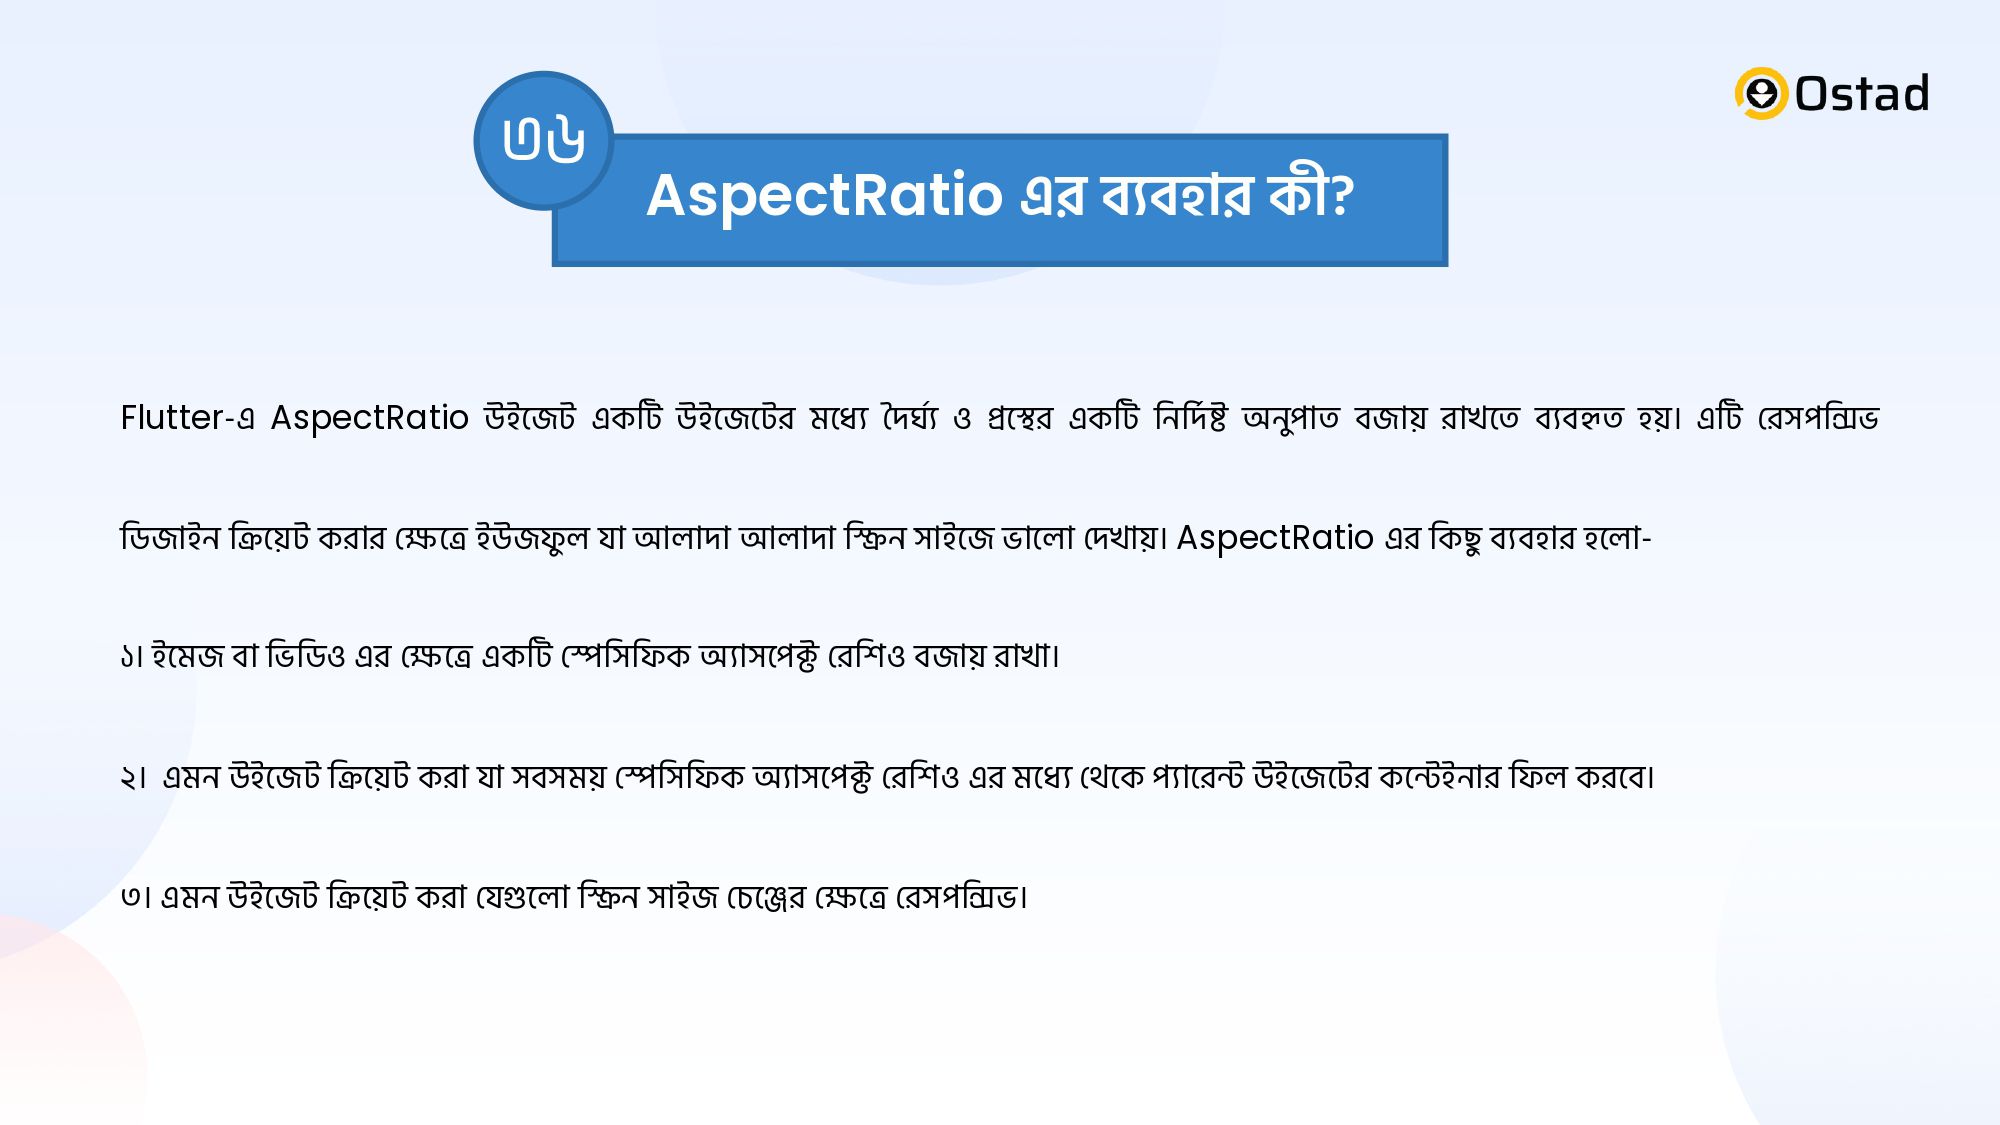 Ostad
৩৬
AspectRatio এর ব্যবহার কী?
Flutter-এ AspectRatio উইজেট একটি উইজেটের মধ্যে দৈর্ঘ্য ও প্রস্থের একটি নির্দিষ্ট অনুপাত বজায় রাখতে ব্যবহৃত হয়। এটি রেসপন্সিভ
ডিজাইন ক্রিয়েট করার ক্ষেত্রে ইউজফুল যা আলাদা আলাদা স্ক্রিন সাইজে ভালো দেখায়। AspectRatio এর কিছু ব্যবহার হলো-
১। ইমেজ বা ভিডিও এর ক্ষেত্রে একটি স্পেসিফিক অ্যাসপেক্ট রেশিও বজায় রাখা।
২। এমন উইজেট ক্রিয়েট করা যা সবসময় স্পেসিফিক অ্যাসপেক্ট রেশিও এর মধ্যে থেকে প্যারেন্ট উইজেটের কন্টেইনার ফিল করবে।
৩। এমন উইজেট ক্রিয়েট করা যেগুলো স্ক্রিন সাইজ চেঞ্জের ক্ষেত্রে রেসপন্সিভ।